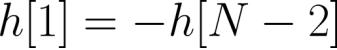 h[1] = −h[N − 2]